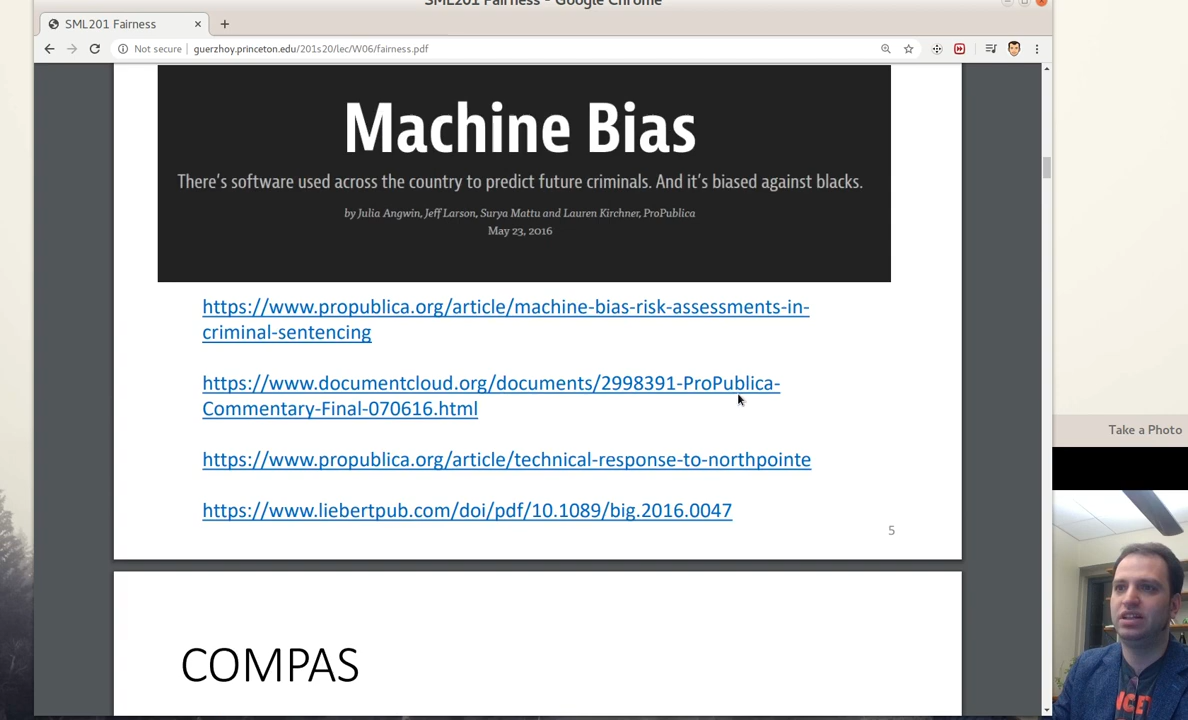 SML201 Fairness - Google Chrome
SML201 Fairness
Not secure
guerzhoy.princeton.edu/201s20/lec/W06/fairness.pdf
Machine Bias
There's software used across the country to predict future criminals. And it's biased against blacks.
by Julia Angwin, Jeff Larson, Surya Mattu and Lauren Kirchner, ProPublica
May 23, 2016
https://www.propublica.org/article/machine-bias-risk-assessments-in-
criminal-sentencing
https://www.documentcloud.org/documents/2998391-ProPublica-
Commentary-Final-070616.html
https://www.propublica.org/article/technical-response-to-northpointe
https://www.liebertpub.com/doi/pdf/10.1089/big.2016.0047
5
COMPAS
Take a Photo